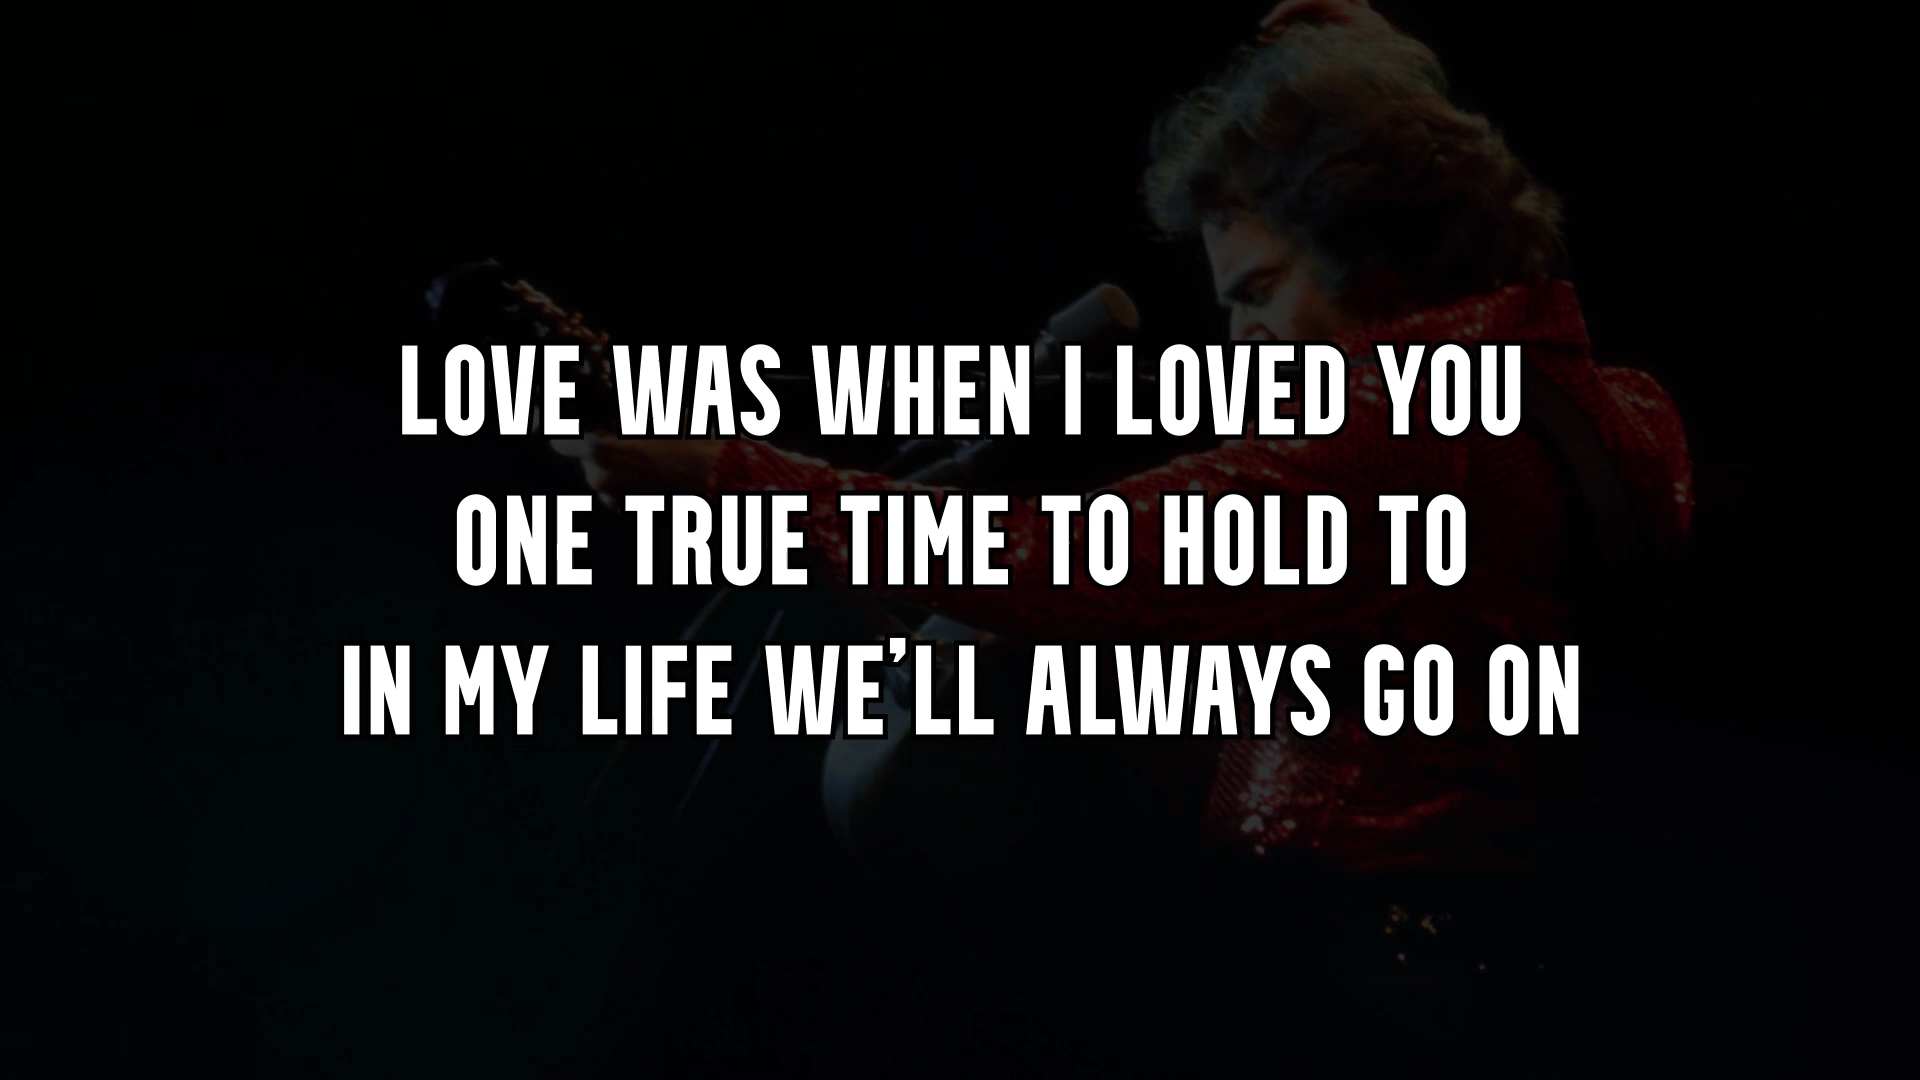 LOVE WAS WHEN I LOVED YOU
ONE TRUE TIME TO HOLD TO
IN MY LIFE WE'LL ALWAYS GO ON